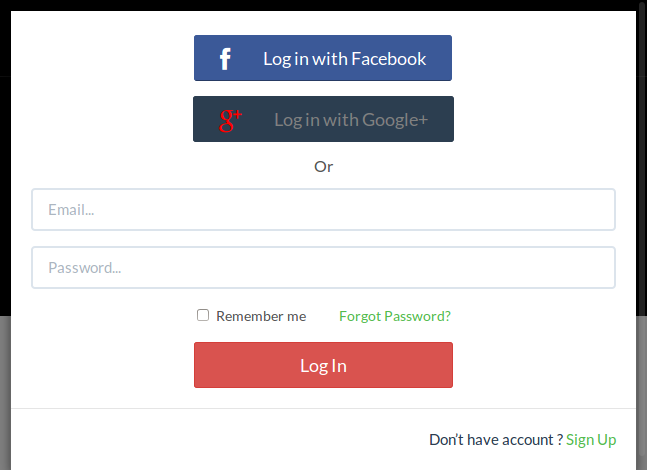 f Log in with Facebook
g+ Log in with Google+
Or
Email...
Password...
Remember me Forgot Password?
Log In
Don't have account ? Sign Up